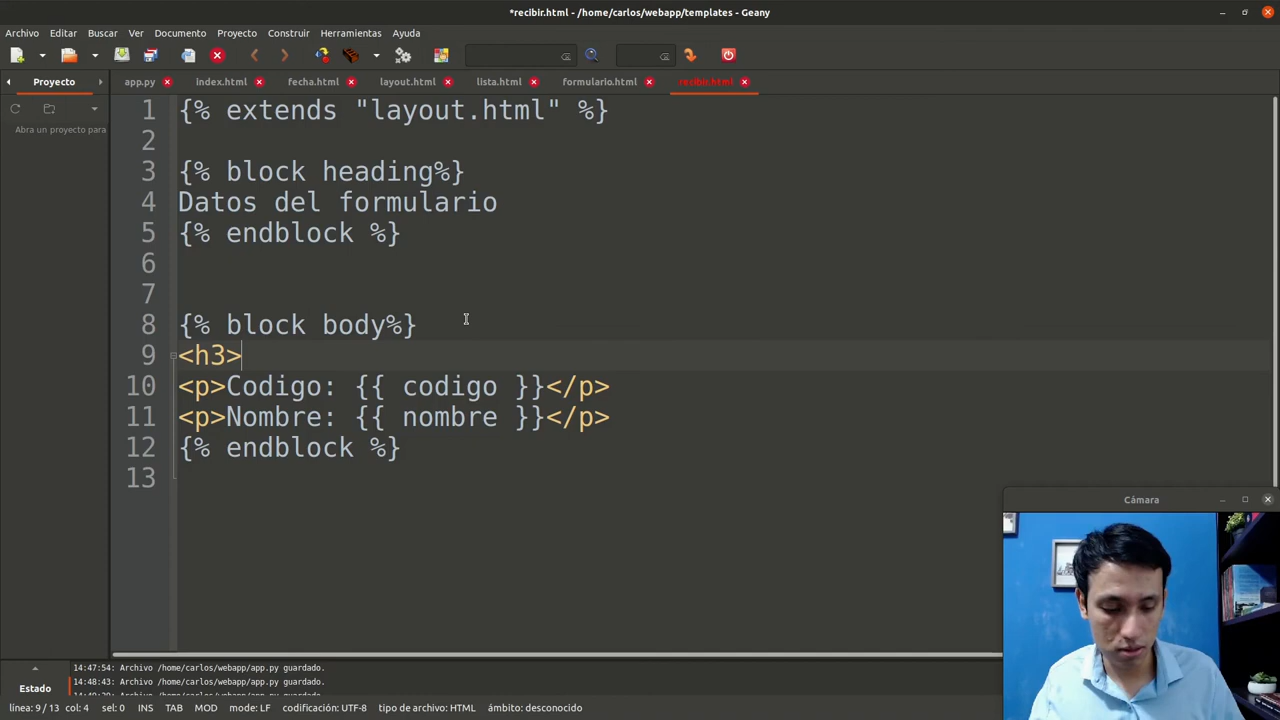 *recibir.html - /home/carlos/webapp/templates - Geany
Archivo Editar Buscar Ver Documento Proyecto Construir Herramientas Ayuda
Proyecto
app.py index.html fecha.html layout.html lista.html formulario.html recibir.html
Abra un proyecto para
1 {% extends "layout.html" %}
2
3 {% block heading%}
4 Datos del formulario
5 {% endblock %}
6
7
8 {% block body%}
9 <h3>
10 <p>Codigo: {{ codigo }}</p>
11 <p>Nombre: {{ nombre }}</p>
12 {% endblock %}
13
Cámara
14:47:54: Archivo /home/carlos/webapp/app.py guardado.
14:48:43: Archivo /home/carlos/webapp/app.py guardado.
Estado
línea: 9 / 13 col: 4 sel: 0 INS TAB MOD mode: LF codificación: UTF-8 tipo de archivo: HTML ámbito: desconocido